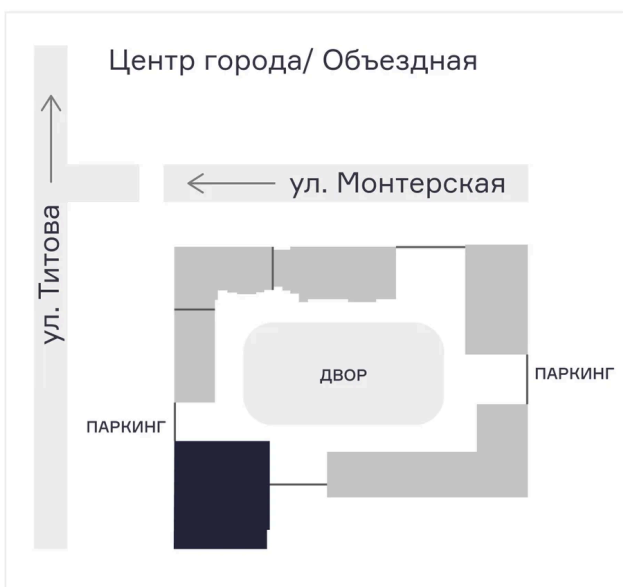 Центр города/ Объездная
ул. Монтерская
ул. Титова
ДВОР
ПАРКИНГ
ПАРКИНГ